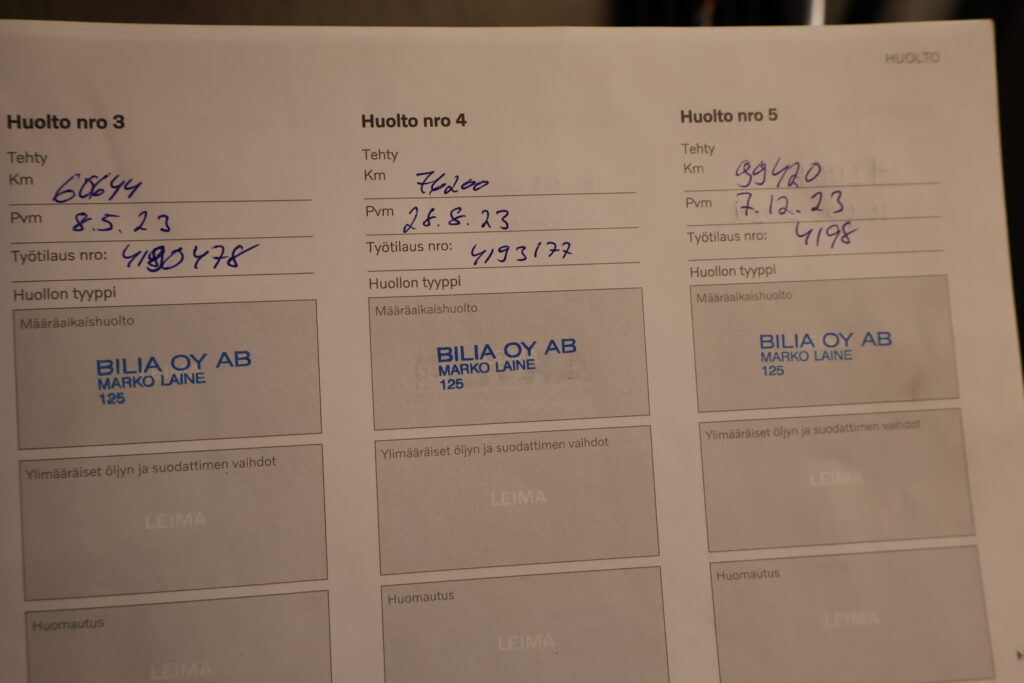 HUOLTO
Huolto nro 3
Tehty
Km 60644
Pvm 8.5.23
Työtilaus nro: 4190478
Huollon tyyppi
Määräaikaishuolto
BILIA OY AB
MARKO LAINE
125
Ylimääräiset öljyn ja suodattimen vaihdot
LEIMA
Huomautus
LEIMA
Huolto nro 4
Tehty
Km 76200
Pvm 28.8.23
Työtilaus nro: 4193177
Huollon tyyppi
Määräaikaishuolto
BILIA OY AB
MARKO LAINE
125
Ylimääräiset öljyn ja suodattimen vaihdot
LEIMA
Huomautus
LEIMA
Huolto nro 5
Tehty
Km 99420
Pvm 7.12.23
Työtilaus nro: 4198
Huollon tyyppi
Määräaikaishuolto
BILIA OY AB
MARKO LAINE
125
Ylimääräiset öljyn ja suodattimen vaihdot
LEIMA
Huomautus
LEIMA